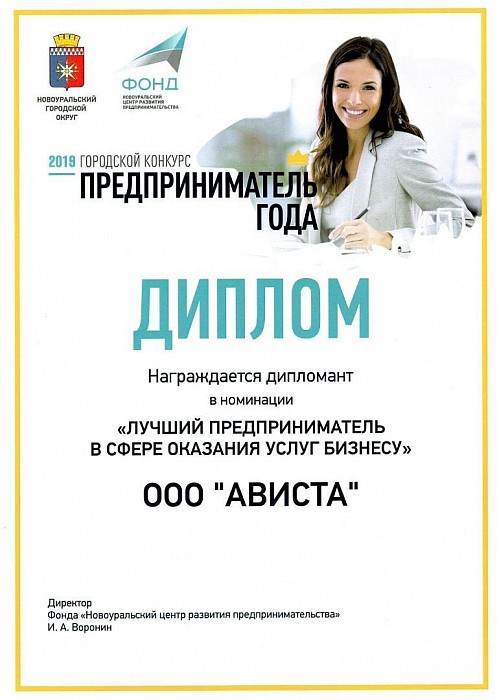 НОВОУРАЛЬСКИЙ
ГОРОДСКОЙ
ОКРУГ
ФОНД
НОВОУРАЛЬСКИЙ
ЦЕНТР РАЗВИТИЯ
ПРЕДПРИНИМАТЕЛЬСТВА
2019 ГОРОДСКОЙ КОНКУРС
ПРЕДПРИНИМАТЕЛЬ
ГОДА
ДИПЛОМ
Награждается дипломант
в номинации
«ЛУЧШИЙ ПРЕДПРИНИМАТЕЛЬ
В СФЕРЕ ОКАЗАНИЯ УСЛУГ БИЗНЕСУ»
ООО "АВИСТА"
Директор
Фонда «Новоуральский центр развития предпринимательства»
И. А. Воронин